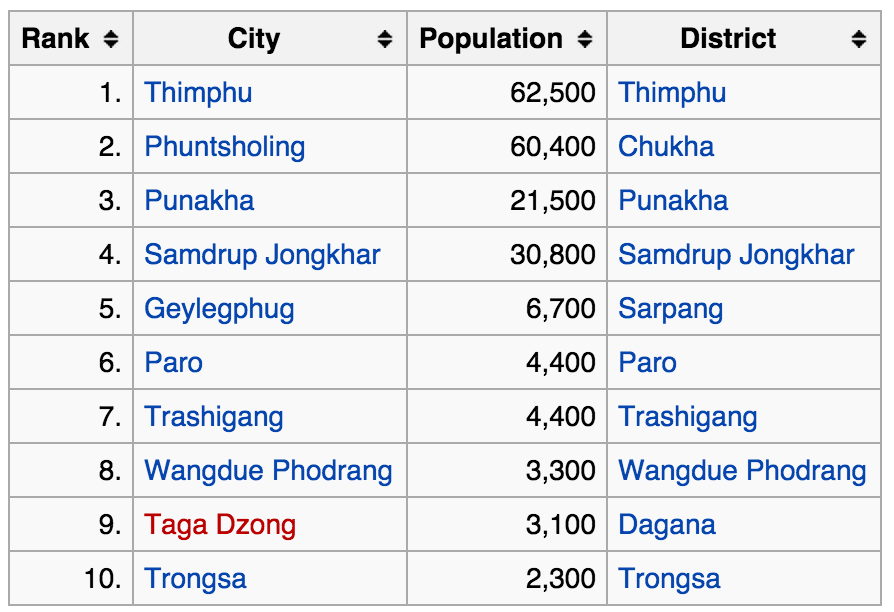 Rank City Population District
1. Thimphu 62,500 Thimphu
2. Phuntsholing 60,400 Chukha
3. Punakha 21,500 Punakha
4. Samdrup Jongkhar 30,800 Samdrup Jongkhar
5. Geylegphug 6,700 Sarpang
6. Paro 4,400 Paro
7. Trashigang 4,400 Trashigang
8. Wangdue Phodrang 3,300 Wangdue Phodrang
9. Taga Dzong 3,100 Dagana
10. Trongsa 2,300 Trongsa